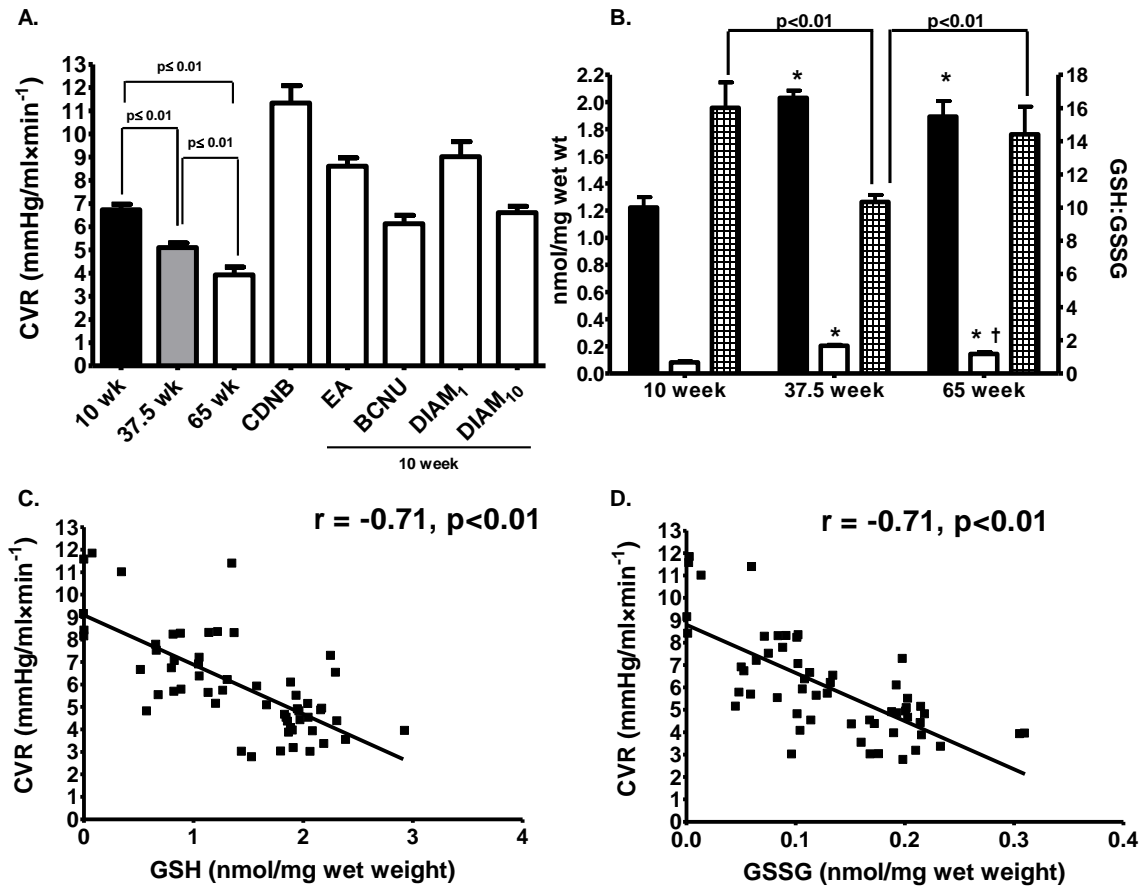 A.
CVR (mmHg/ml×min-1)
13
12
11
10
9
8
7
6
5
4
3
2
1
0
p≤ 0.01
p≤ 0.01
p≤ 0.01
10 wk
37.5 wk
65 wk
CDNB
EA
BCNU
DIAM1
DIAM10
10 week
B.
p<0.01
p<0.01
nmol/mg wet wt
2.2
2.0
1.8
1.6
1.4
1.2
1.0
0.8
0.6
0.4
0.2
0.0
*
*
*
* †
18
16
14
12
10
8
6
4
2
0
GSH:GSSG
10 week
37.5 week
65 week
C.
r = -0.71, p<0.01
CVR (mmHg/ml×min-1)
13
12
11
10
9
8
7
6
5
4
3
2
1
0
0
1
2
3
4
GSH (nmol/mg wet weight)
D.
r = -0.71, p<0.01
CVR (mmHg/ml×min-1)
13
12
11
10
9
8
7
6
5
4
3
2
1
0
0.0
0.1
0.2
0.3
0.4
GSSG (nmol/mg wet weight)